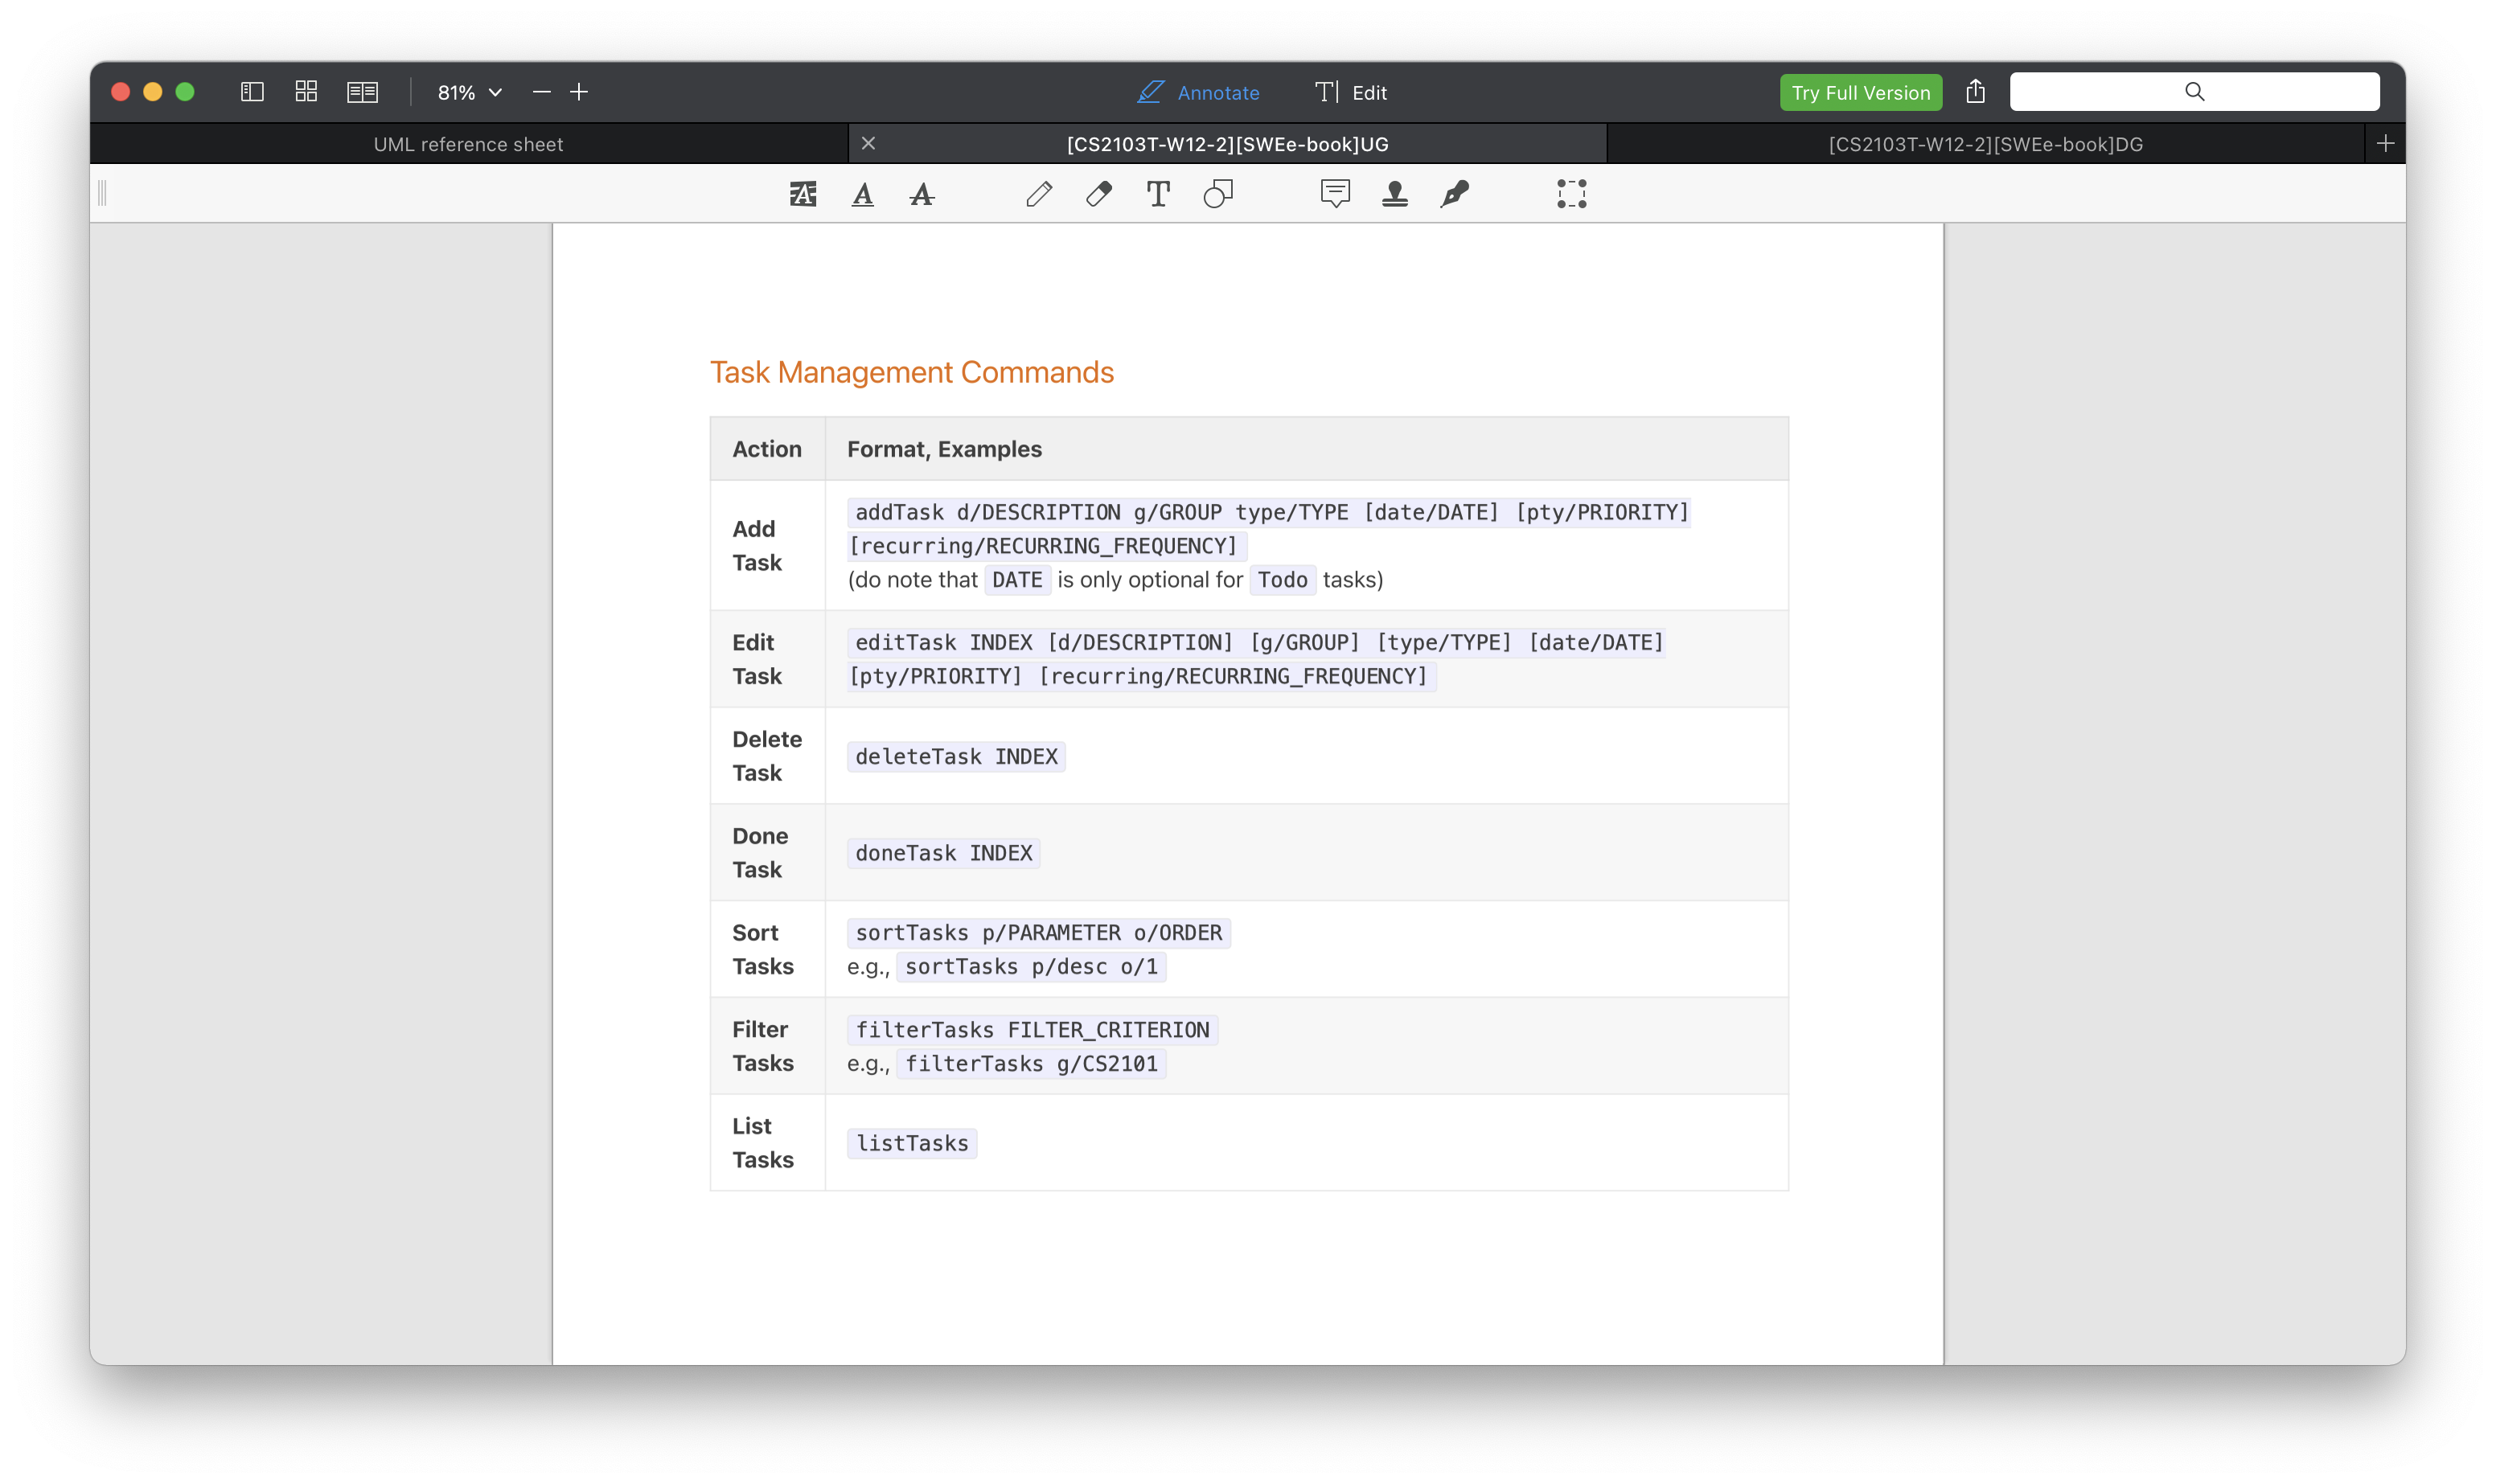 81%
Annotate
Edit
Try Full Version
UML reference sheet
[CS2103T-W12-2][SWEe-book]UG
[CS2103T-W12-2][SWEe-book]DG
Task Management Commands
Action
Format, Examples
Add
Task
addTask d/DESCRIPTION g/GROUP type/TYPE [date/DATE] [pty/PRIORITY]
[recurring/RECURRING_FREQUENCY]
(do note that DATE is only optional for Todo tasks)
Edit
Task
editTask INDEX [d/DESCRIPTION] [g/GROUP] [type/TYPE] [date/DATE]
[pty/PRIORITY] [recurring/RECURRING_FREQUENCY]
Delete
Task
deleteTask INDEX
Done
Task
doneTask INDEX
Sort
Tasks
sortTasks p/PARAMETER o/ORDER
e.g., sortTasks p/desc o/1
Filter
Tasks
filterTasks FILTER_CRITERION
e.g., filterTasks g/CS2101
List
Tasks
listTasks